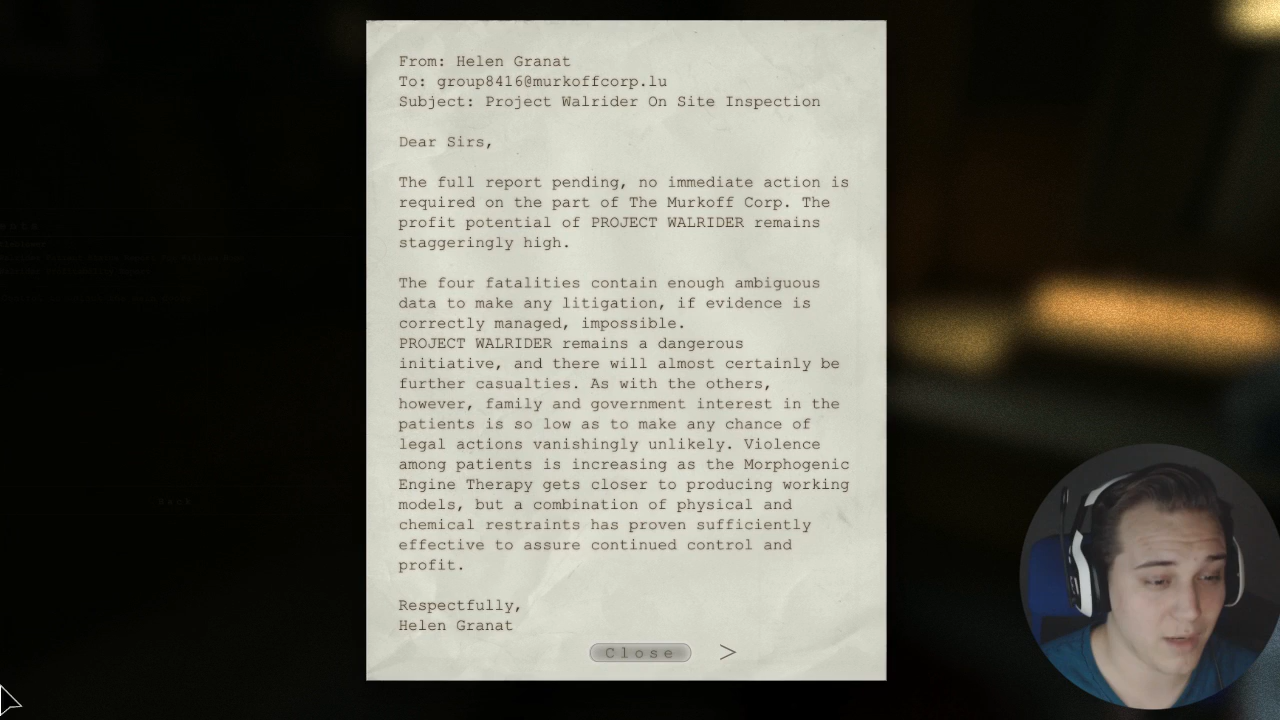 From: Helen Granat
To: group8416@murkoffcorp.lu
Subject: Project Walrider On Site Inspection
Dear Sirs,
The full report pending, no immediate action is
required on the part of The Murkoff Corp. The
profit potential of PROJECT WALRIDER remains
staggeringly high.
The four fatalities contain enough ambiguous
data to make any litigation, if evidence is
correctly managed, impossible.
PROJECT WALRIDER remains a dangerous
initiative, and there will almost certainly be
further casualties. As with the others,
however, family and government interest in the
patients is so low as to make any chance of
legal actions vanishingly unlikely. Violence
among patients is increasing as the Morphogenic
Engine Therapy gets closer to producing working
models, but a combination of physical and
chemical restraints has proven sufficiently
effective to assure continued control and
profit.
Respectfully,
Helen Granat
Close >